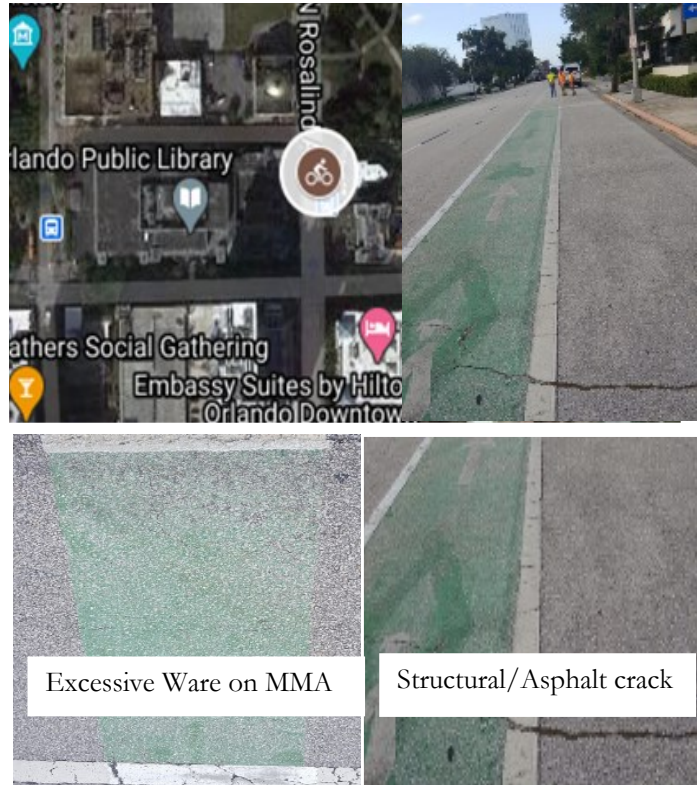 N Rosalind
rlando Public Library
athers Social Gathering
Embassy Suites by Hilto
Orlando Downtow
Excessive Ware on MMA
Structural/Asphalt crack